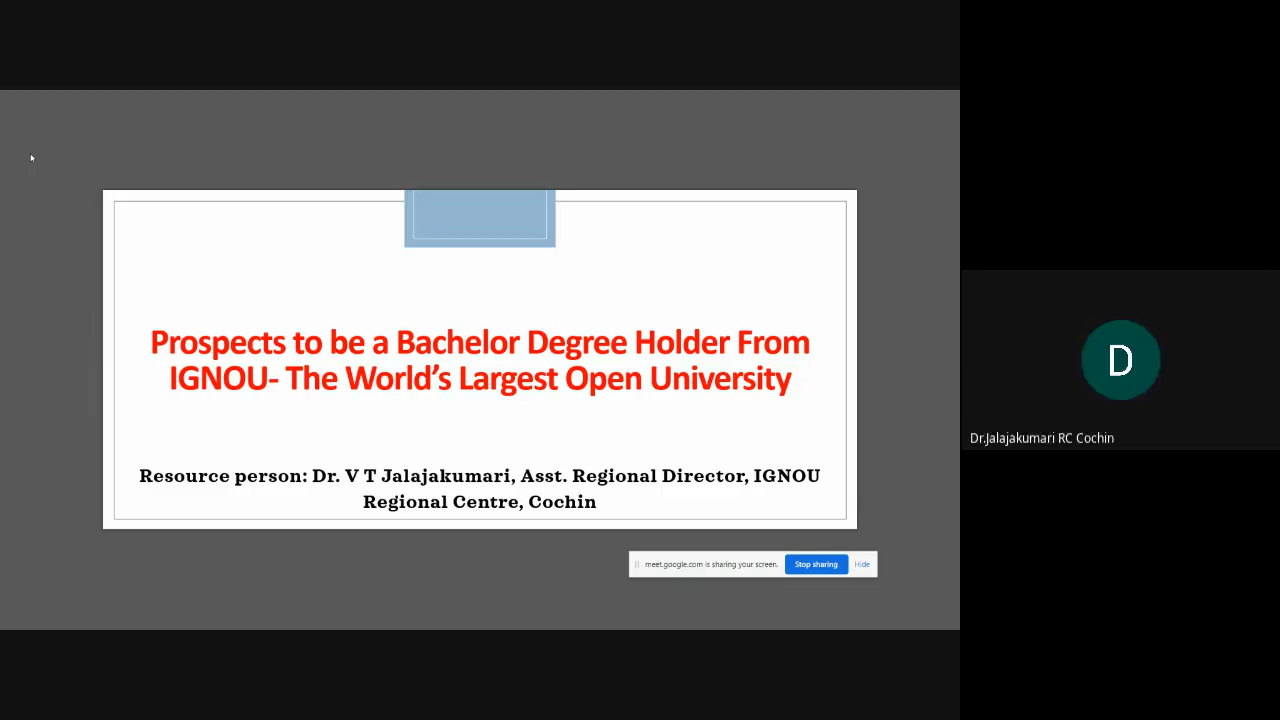 Prospects to be a Bachelor Degree Holder From
IGNOU- The World's Largest Open University
Resource person: Dr. V T Jalajakumari, Asst. Regional Director, IGNOU
Regional Centre, Cochin
meet.google.com is sharing your screen. Stop sharing Hide
D
Dr.Jalajakumari RC Cochin